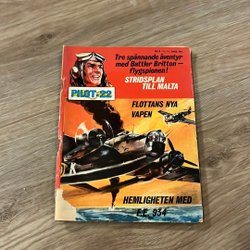 Tre spännande äventyr
med Battler Britton –
flygspionen!
STRIDSPLAN
TILL MALTA
PILOT-22
FLOTTANS NYA
VAPEN
HEMLIGHETEN MED
F.E. 934